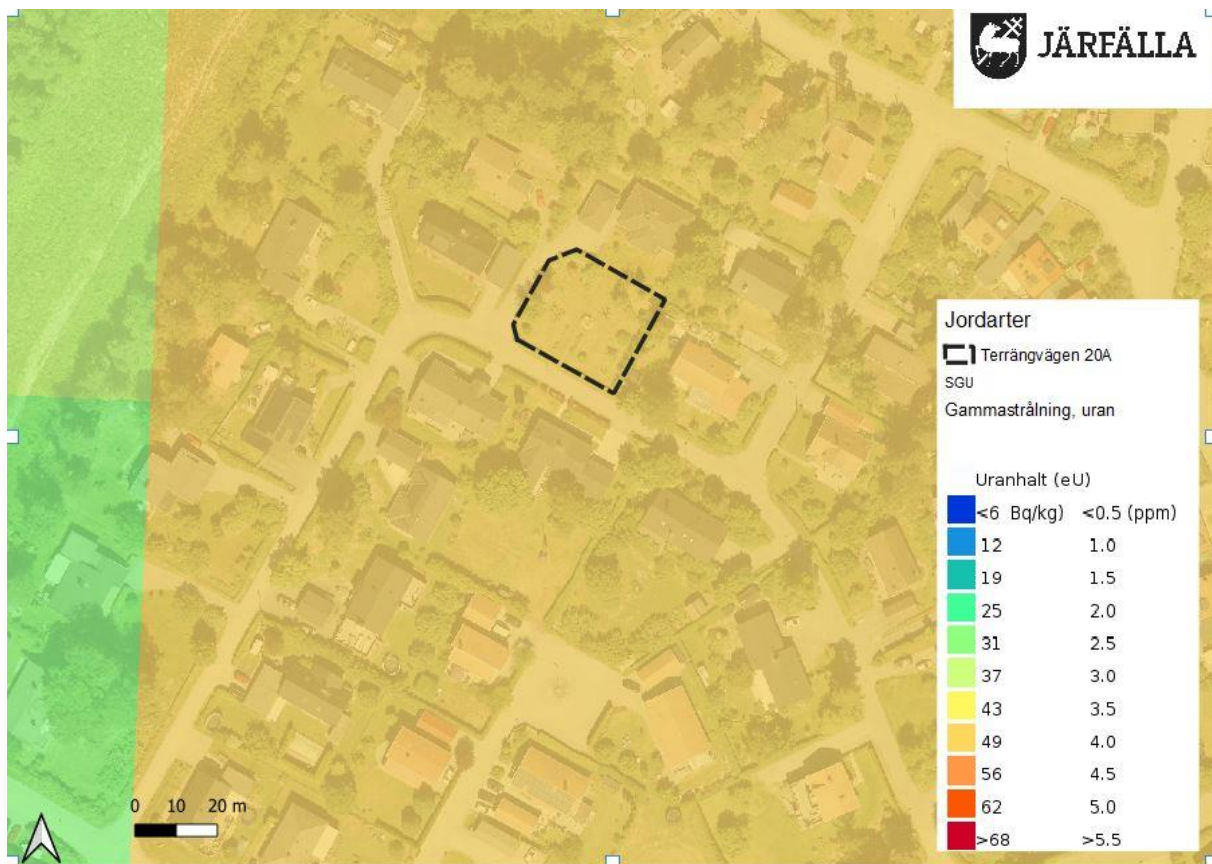 JÄRFÄLLA
Jordarter
Terrängvägen 20A
SGU
Gammastrålning, uran
Uranhalt (eU)
<6 Bq/kg) <0.5 (ppm)
12 1.0
19 1.5
25 2.0
31 2.5
37 3.0
43 3.5
49 4.0
56 4.5
62 5.0
>68 >5.5
0 10 20 m